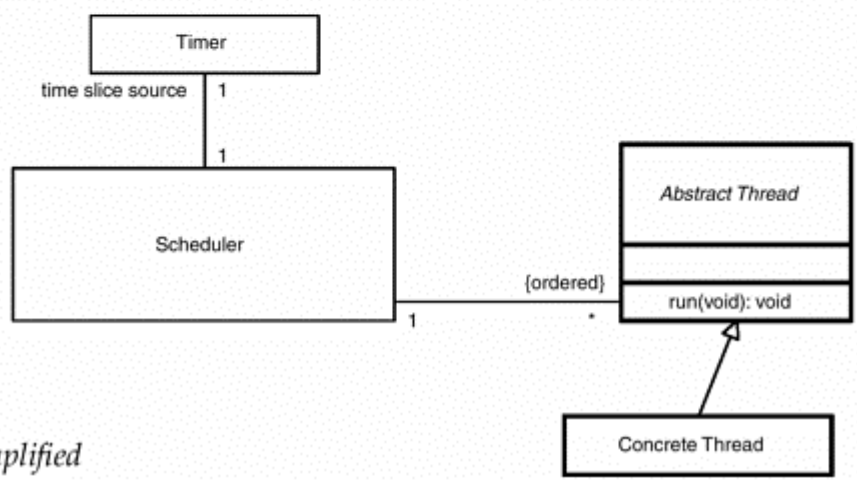 Timer
time slice source 1
1
Abstract Thread
Scheduler
{ordered}
run(void): void
1 *
Concrete Thread